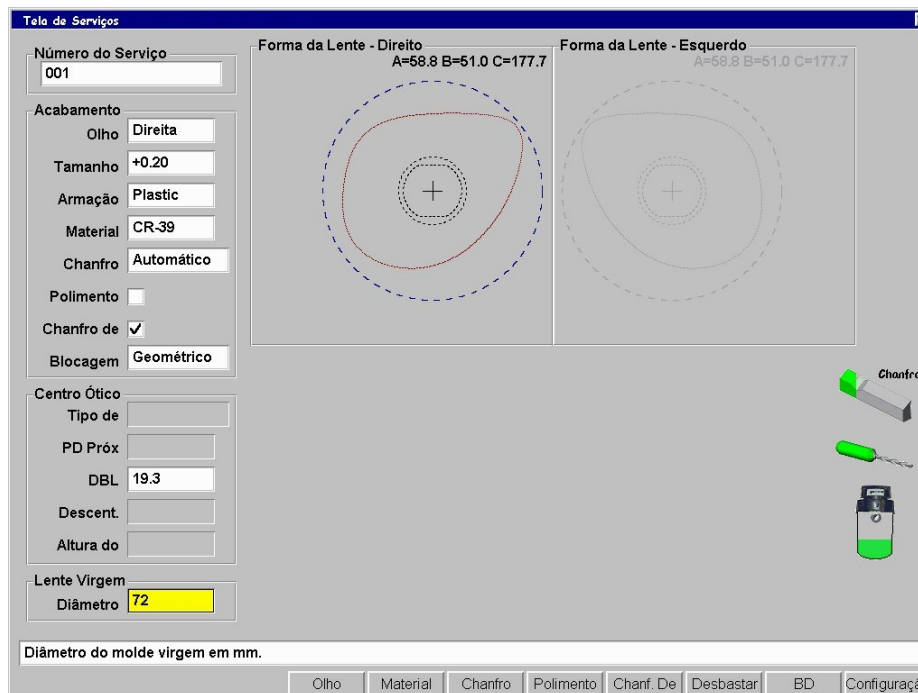 Tela de Serviços
Número do Serviço
001
Acabamento
Olho Direita
Tamanho +0.20
Armação Plastic
Material CR-39
Chanfro Automático
Polimento
Chanfro de
Blocagem Geométrico
Centro Ótico
Tipo de
PD Próx
DBL 19.3
Descent.
Altura do
Lente Virgem
Diâmetro 72
Forma da Lente - Direito
A=58.8 B=51.0 C=177.7
Forma da Lente - Esquerdo
A=58.8 B=51.0 C=177.7
Chanfro
Diâmetro do molde virgem em mm.
Olho Material Chanfro Polimento Chanf. De Desbastar BD Configuraçã